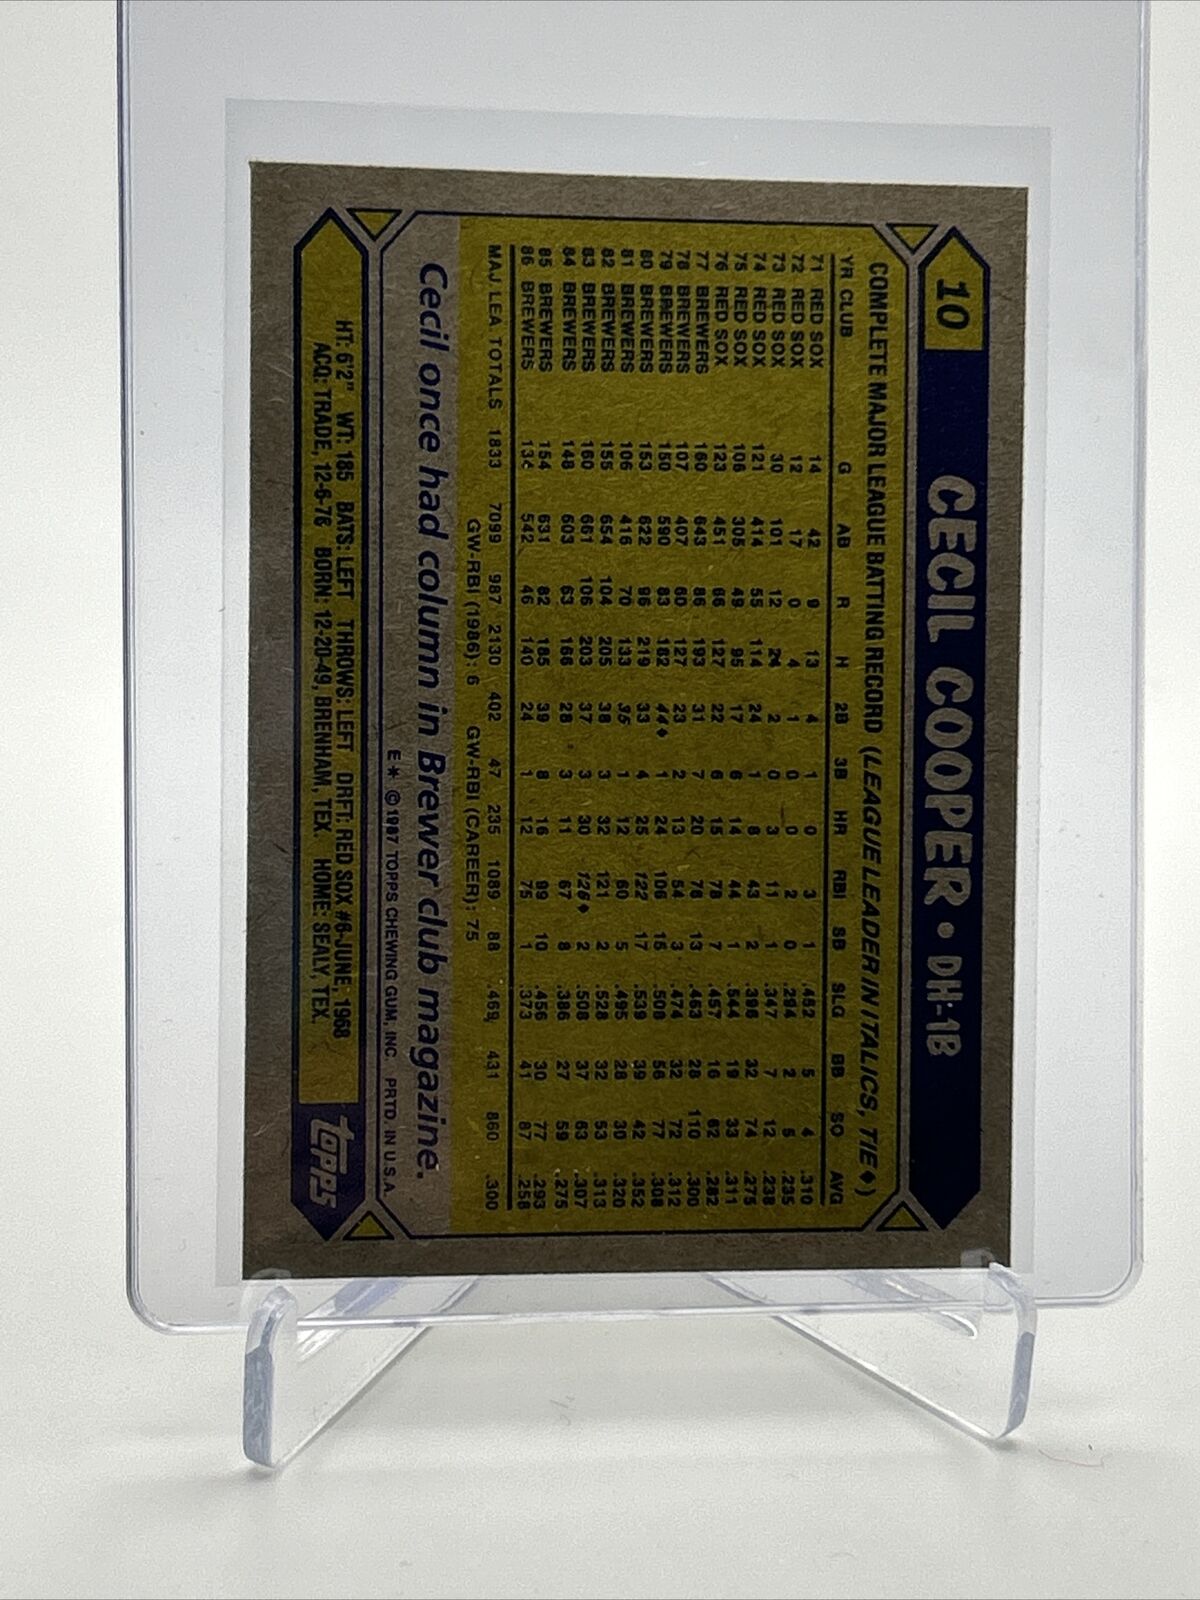 10 CECIL COOPER • DH-1B
COMPLETE MAJOR LEAGUE BATTING RECORD (LEAGUE LEADER IN ITALICS, TIE♦)
YR CLUB G AB R H 2B 3B HR RBI SB SLG BB SO AVG
71 RED SOX 14 42 9 13 4 1 0 3 1 .452 5 4 .310
72 RED SOX 12 17 0 4 1 0 0 2 0 .294 2 5 .235
73 RED SOX 30 101 12 24 2 0 3 11 1 .347 7 12 .238
74 RED SOX 121 414 55 114 24 1 8 43 2 .396 32 74 .275
75 RED SOX 106 305 49 95 17 6 14 44 1 .544 19 33 .311
76 RED SOX 123 451 66 127 22 6 15 78 7 .457 16 62 .282
77 BREWERS 160 643 86 193 31 7 20 78 13 .463 28 110 .300
78 BREWERS 107 407 60 127 23 2 13 54 3 .474 32 72 .312
79 BREWERS 150 590 83 182 44♦ 1 24 106 15 .508 56 77 .308
80 BREWERS 153 622 96 219 33 4 25 122 17 .539 39 42 .352
81 BREWERS 106 416 70 133 35 1 12 60 5 .495 28 30 .320
82 BREWERS 155 654 104 205 38 3 32 121 2 .528 32 53 .313
83 BREWERS 160 661 106 203 37 3 30 126♦ 2 .508 37 63 .307
84 BREWERS 148 603 63 166 28 3 11 67 8 .386 27 59 .275
85 BREWERS 154 631 82 185 39 8 16 99 10 .456 30 77 .293
86 BREWERS 134 542 46 140 24 1 12 75 1 .373 41 87 .258
MAJ LEA TOTALS 1833 7099 987 2130 402 47 235 1089 88 .469 431 860 .300
GW-RBI (1986): 6 GW-RBI (CAREER): 75
Cecil once had column in Brewer club magazine.
E* © 1987 TOPPS CHEWING GUM, INC. PRTD. IN U.S.A.
HT: 6'2" WT: 185 BATS: LEFT THROWS: LEFT DRFT: RED SOX #6-JUNE, 1968
ACQ: TRADE, 12-6-76 BORN: 12-20-49, BRENHAM, TEX. HOME: SEALY, TEX.
topps